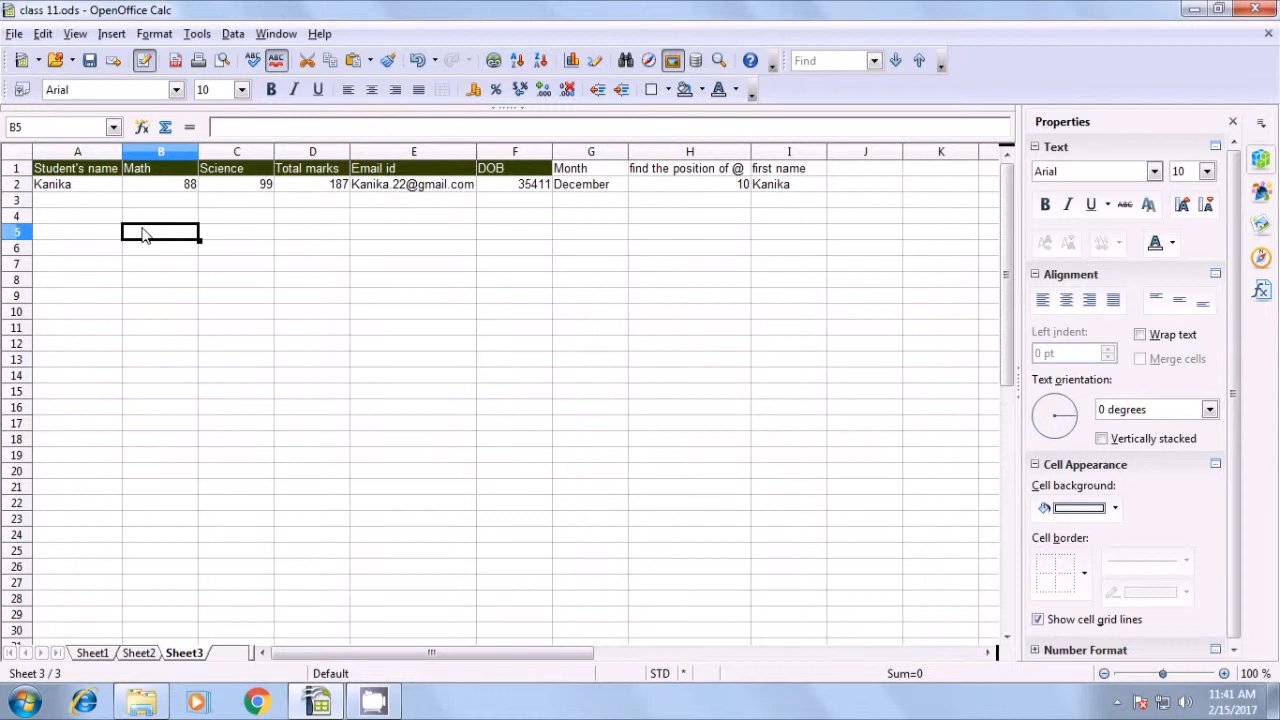 class 11.ods - OpenOffice Calc
File Edit View Insert Format Tools Data Window Help
Find
Arial 10
B5
Properties
A B C D E F G H I J K
1 Student's name Math Science Total marks Email id DOB Month find the position of @ first name
2 Kanika 88 99 187 Kanika.22@gmail.com 35411 December 10 Kanika
3
4
5
6
7
8
9
10
11
12
13
14
15
16
17
18
19
20
21
22
23
24
25
26
27
28
29
30
Text
Arial 10
Alignment
Left indent: Wrap text
0 pt Merge cells
Text orientation:
0 degrees
Vertically stacked
Cell Appearance
Cell background:
Cell border:
Show cell grid lines
Number Format
Sheet1 Sheet2 Sheet3
Sheet 3 / 3 Default STD * Sum=0 100 %
11:41 AM
2/15/2017